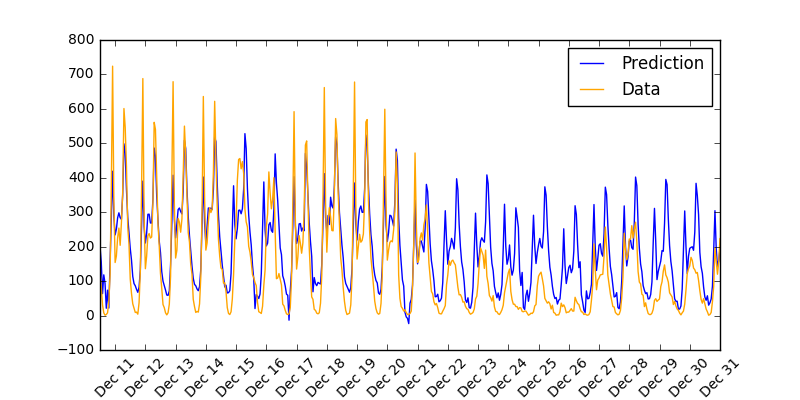 800
700
600
500
400
300
200
100
0
−100
Prediction
Data
Dec 11
Dec 12
Dec 13
Dec 14
Dec 15
Dec 16
Dec 17
Dec 18
Dec 19
Dec 20
Dec 21
Dec 22
Dec 23
Dec 24
Dec 25
Dec 26
Dec 27
Dec 28
Dec 29
Dec 30
Dec 31